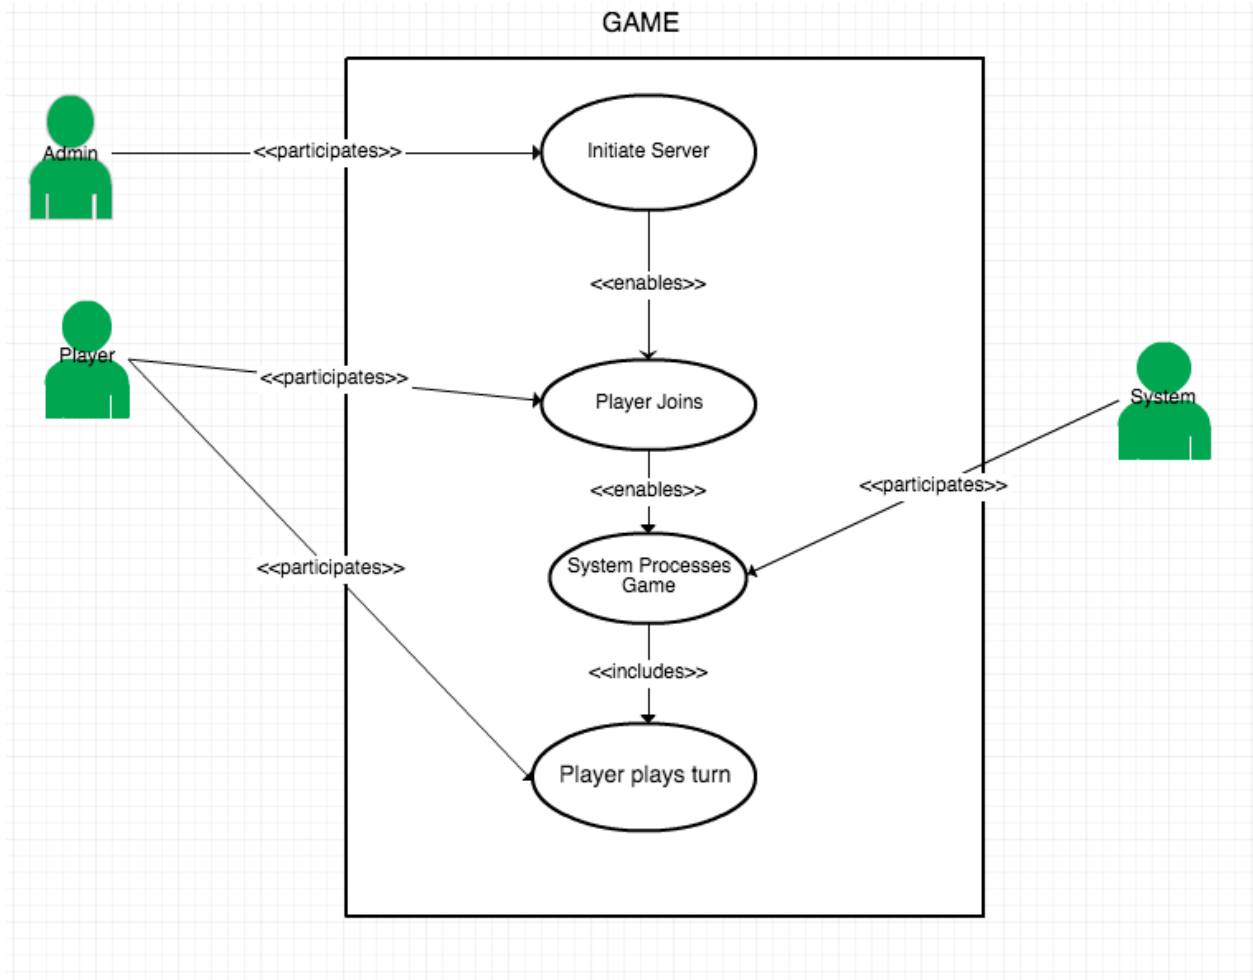 GAME
Admin
<<participates>>
Initiate Server
<<enables>>
Player
<<participates>>
Player Joins
System
<<enables>>
<<participates>>
System Processes
Game
<<participates>>
<<includes>>
Player plays turn